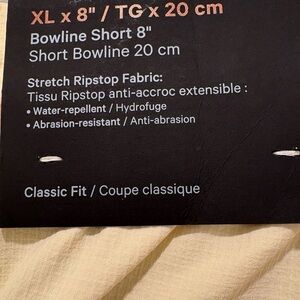 XL x 8" / TG x 20 cm
Bowline Short 8"
Short Bowline 20 cm
Stretch Ripstop Fabric:
Tissu Ripstop anti-accroc extensible :
• Water-repellent / Hydrofuge
• Abrasion-resistant / Anti-abrasion
Classic Fit / Coupe classique